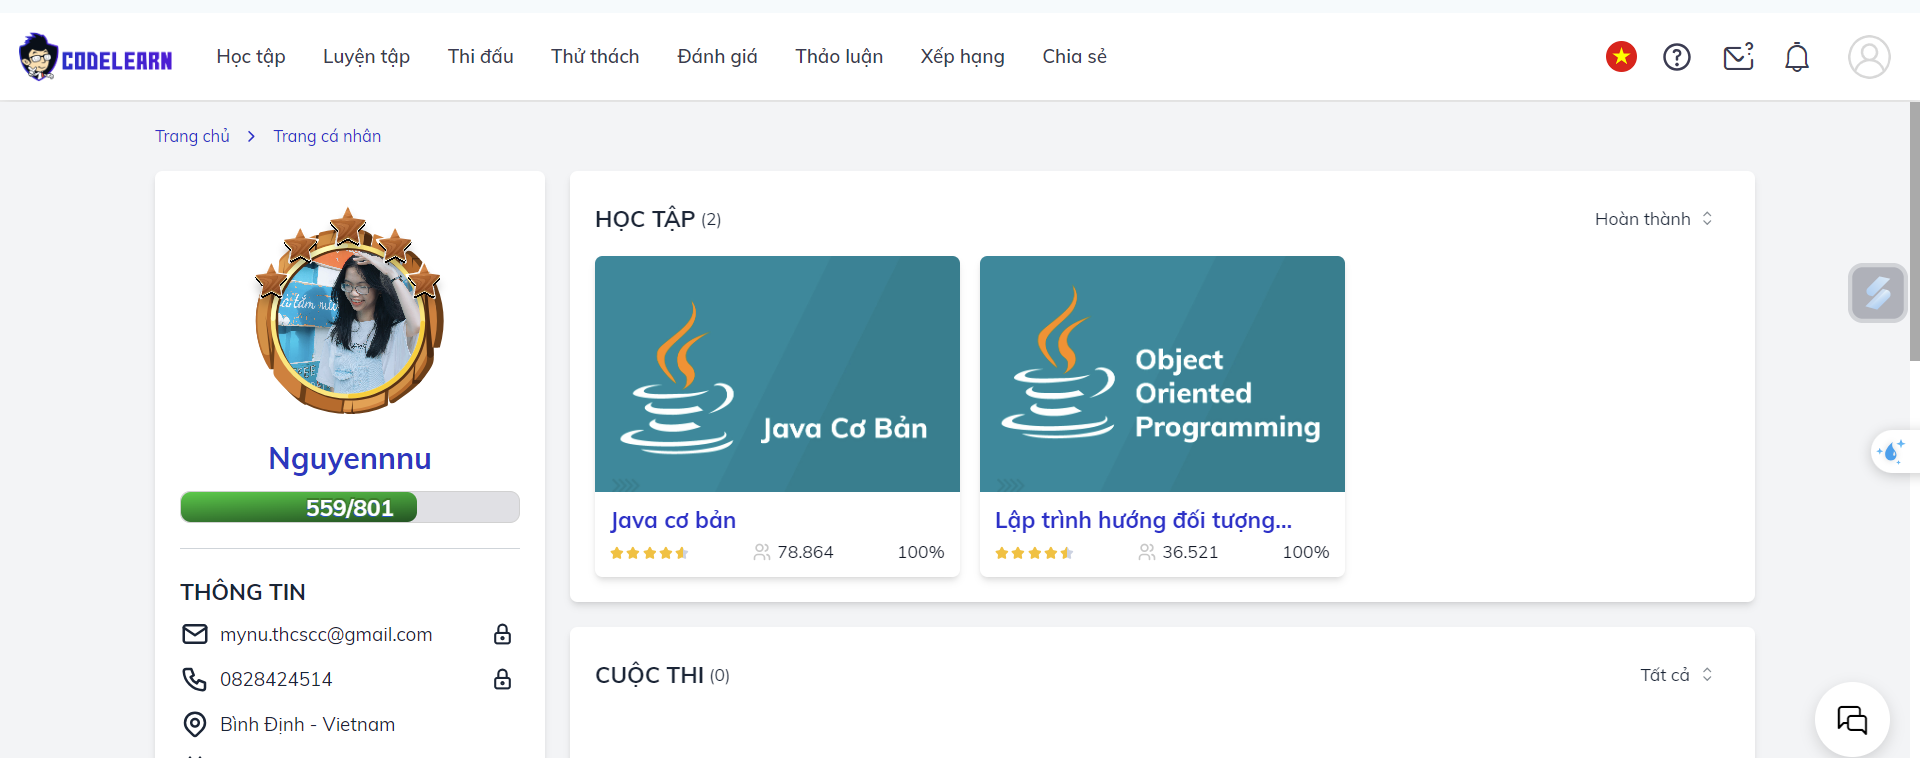 CODELEARN
Học tập
Luyện tập
Thi đấu
Thử thách
Đánh giá
Thảo luận
Xếp hạng
Chia sẻ
Trang chủ
Trang cá nhân
Nguyennnu
559/801
THÔNG TIN
mynu.thcscc@gmail.com
0828424514
Bình Định - Vietnam
HỌC TẬP (2)
Hoàn thành
Java Cơ Bản
Java cơ bản
78.864
100%
Object
Oriented
Programming
Lập trình hướng đối tượng...
36.521
100%
CUỘC THI (0)
Tất cả